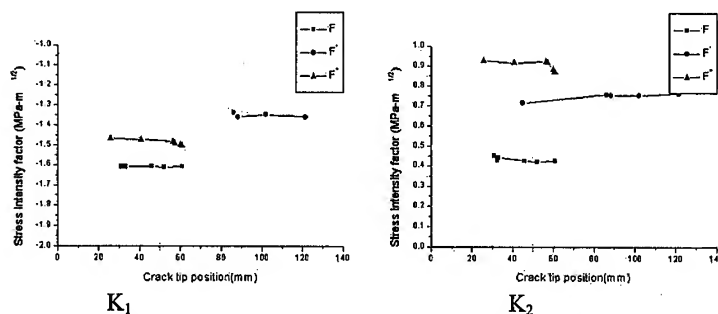 F
F'
F*
Stress Intensity factor (MPa-m 1/2)
-1.0
-1.1
-1.2
-1.3
-1.4
-1.5
-1.6
-1.7
-1.8
-1.9
-2.0
0 20 40 60 80 100 120 140
Crack tip position(mm)
K1
F
F'
F*
Stress Intensity factor (MPa-m 1/2)
1.0
0.9
0.8
0.7
0.6
0.5
0.4
0.3
0.2
0.1
0.0
0 20 40 60 80 100 120 14
Crack tip position(mm)
K2